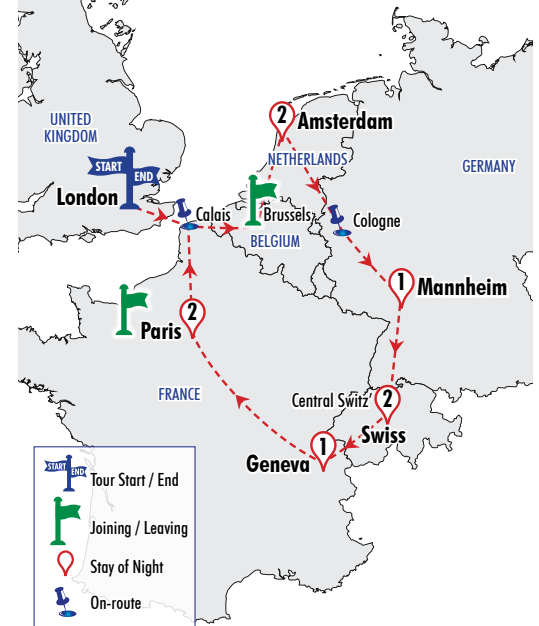 UNITED
KINGDOM
START
END
London
2
Amsterdam
NETHERLANDS
GERMANY
Calais
Brussels
BELGIUM
Cologne
1
Mannheim
2
Paris
FRANCE
Central Switz'
2
Swiss
1
Geneva
START
END
Tour Start / End
Joining / Leaving
Stay of Night
On-route